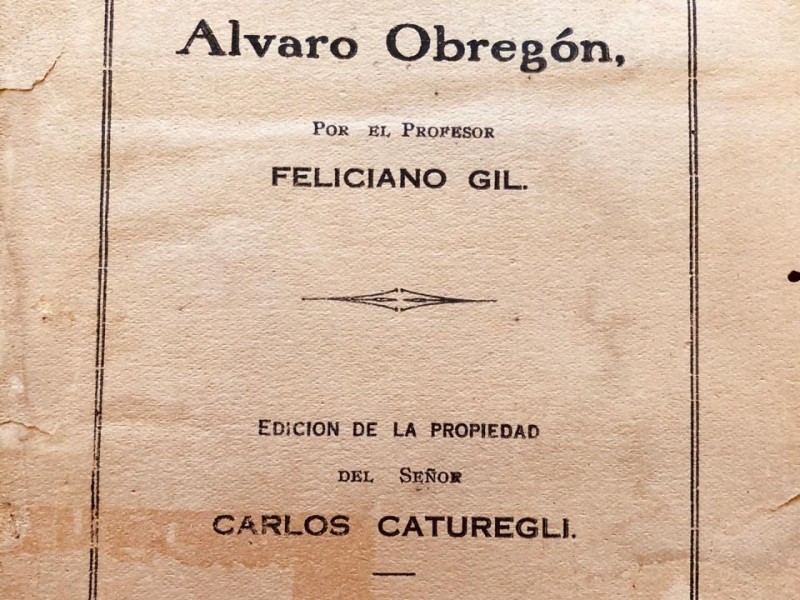 Alvaro Obregón,
POR EL PROFESOR
FELICIANO GIL.
EDICION DE LA PROPIEDAD
DEL SEÑOR
CARLOS CATUREGLI.